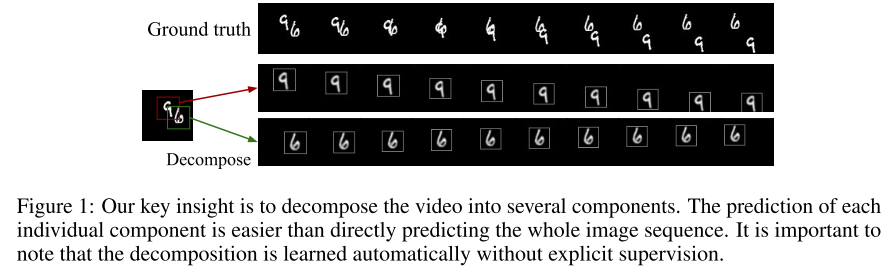 Ground truth
Decompose
Figure 1: Our key insight is to decompose the video into several components. The prediction of each
individual component is easier than directly predicting the whole image sequence. It is important to
note that the decomposition is learned automatically without explicit supervision.